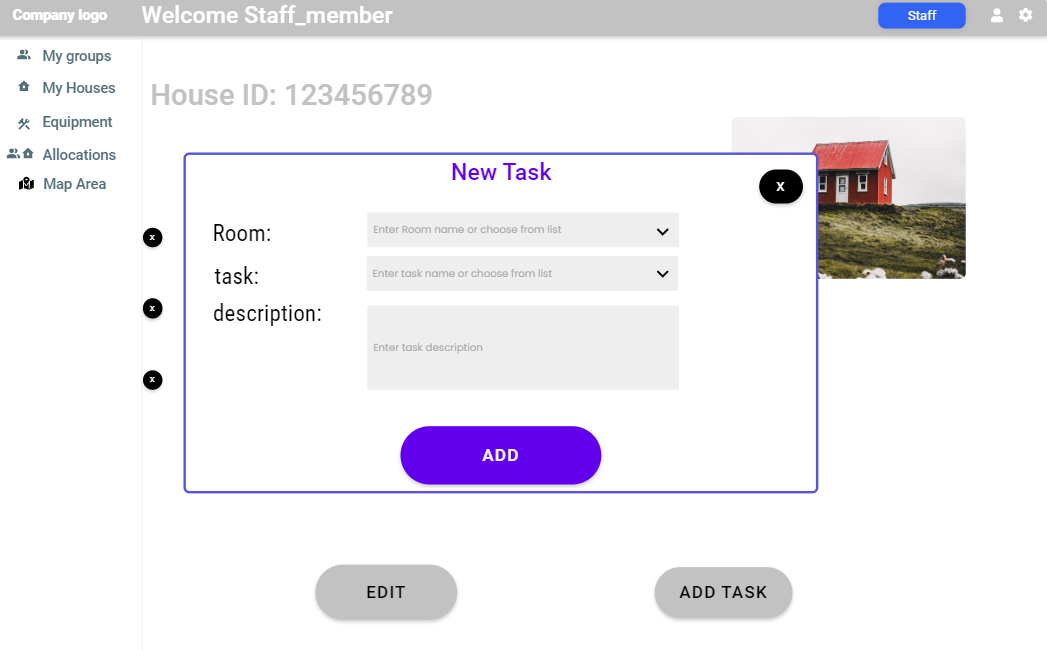 Company logo
Welcome Staff_member
Staff
My groups
My Houses
Equipment
Allocations
Map Area
House ID: 123456789
New Task
X
Room:
Enter Room name or choose from list
task:
Enter task name or choose from list
description:
Enter task description
x
x
x
ADD
EDIT
ADD TASK